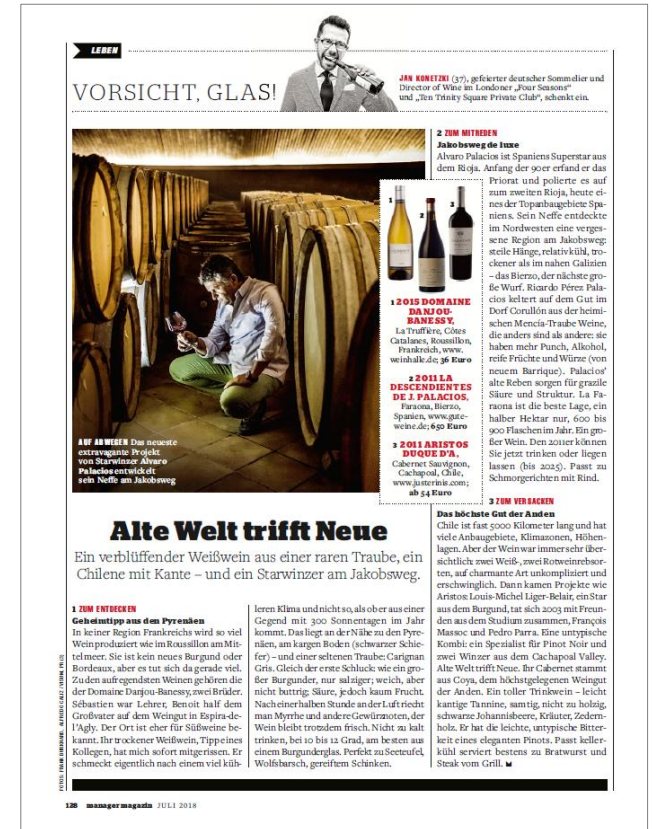 LEBEN
VORSICHT, GLAS!
JAN KONETZKI (37), gefeierter deutscher Sommelier und
Director of Wine im Londoner „Four Seasons“
und „Ten Trinity Square Private Club“, schenkt ein.
AUF ABWEGEN Das neueste
extravagante Projekt
von Starwinzer Alvaro
Palacios entwickelt
sein Neffe am Jakobsweg
1
2
3
1 2015 DOMAINE
DANJOU-
BANESSY,
La Truffière, Côtes
Catalanes, Roussillon,
Frankreich, www.
weinhalle.de; 36 Euro
2 2011 LA
DESCENDIENTES
DE J. PALACIOS,
Faraona, Bierzo,
Spanien, www.gute-
weine.de; 650 Euro
3 2011 ARISTOS
DUQUE D'A,
Cabernet Sauvignon,
Cachapoal, Chile,
www.justerinis.com;
ab 54 Euro
Alte Welt trifft Neue
Ein verblüffender Weißwein aus einer raren Traube, ein
Chilene mit Kante – und ein Starwinzer am Jakobsweg.
1 ZUM ENTDECKEN
Geheimtipp aus den Pyrenäen
In keiner Region Frankreichs wird so viel
Wein produziert wie im Roussillon am Mit-
telmeer. Sie ist kein neues Burgund oder
Bordeaux, aber es tut sich da gerade viel.
Zu den aufregendsten Weinen gehören die
der Domaine Danjou-Banessy, zwei Brüder.
Sébastien war Lehrer, Benoit half dem
Großvater auf dem Weingut in Espira-de-
l'Agly. Der Ort ist eher für Süßweine be-
kannt. Ihr trockener Weißwein, Tipp eines
Kollegen, hat mich sofort mitgerissen. Er
schmeckt eigentlich nach einem viel küh-
leren Klima und nicht so, als ob er aus einer
Gegend mit 300 Sonnentagen im Jahr
kommt. Das liegt an der Nähe zu den Pyre-
näen, am kargen Boden (schwarzer Schie-
fer) – und einer seltenen Traube: Carignan
Gris. Gleich der erste Schluck: wie ein gro-
ßer Burgunder, nur salziger; weich, aber
nicht buttrig; Säure, jedoch kaum Frucht.
Nach einer halben Stunde an der Luft riecht
man Myrrhe und andere Gewürznoten, der
Wein bleibt trotzdem frisch. Nicht zu kalt
trinken, bei 10 bis 12 Grad, am besten aus
einem Burgunderglas. Perfekt zu Seeteufel,
Wolfsbarsch, gereiftem Schinken.
2 ZUM MITREDEN
Jakobsweg de luxe
Alvaro Palacios ist Spaniens Superstar aus
dem Rioja. Anfang der 90er erfand er das
Priorat und polierte es auf
zum zweiten Rioja, heute ei-
nes der Topanbaugebiete Spa-
niens. Sein Neffe entdeckte
im Nordwesten eine verges-
sene Region am Jakobsweg:
steile Hänge, relativ kühl, tro-
ckener als im nahen Galizien
– das Bierzo, der nächste gro-
ße Wurf. Ricardo Pérez Pala-
cios keltert auf dem Gut im
Dorf Corullón aus der heimi-
schen Mencía-Traube Weine,
die anders sind als andere: sie
haben mehr Punch, Alkohol,
reife Früchte und Würze (von
neuem Barrique). Palacios'
alte Reben sorgen für grazile
Säure und Struktur. La Fa-
raona ist die beste Lage, ein
halber Hektar nur, 600 bis
900 Flaschen im Jahr. Ein gro-
ßer Wein. Den 2011er können
Sie jetzt trinken oder liegen
lassen (bis 2025). Passt zu
Schmorgerichten mit Rind.
3 ZUM VERSACKEN
Das höchste Gut der Anden
Chile ist fast 5000 Kilometer lang und hat
viele Anbaugebiete, Klimazonen, Höhen-
lagen. Aber der Wein war immer sehr über-
sichtlich: zwei Weiß-, zwei Rotweinrebsor-
ten, auf charmante Art unkompliziert und
erschwinglich. Dann kamen Projekte wie
Aristos: Louis-Michel Liger-Belair, ein Star
aus dem Burgund, tat sich 2003 mit Freun-
den aus dem Studium zusammen, François
Massoc und Pedro Parra. Eine untypische
Kombi: ein Spezialist für Pinot Noir und
zwei Winzer aus dem Cachapoal Valley.
Alte Welt trifft Neue. Ihr Cabernet stammt
aus Coya, dem höchstgelegenen Weingut
der Anden. Ein toller Trinkwein – leicht
kantige Tannine, samtig, nicht zu holzig,
schwarze Johannisbeere, Kräuter, Zedern-
holz. Er hat die leichte, untypische Bitter-
keit eines eleganten Pinots. Passt keller-
kühl serviert bestens zu Bratwurst und
Steak vom Grill.
128 manager magazin JULI 2018